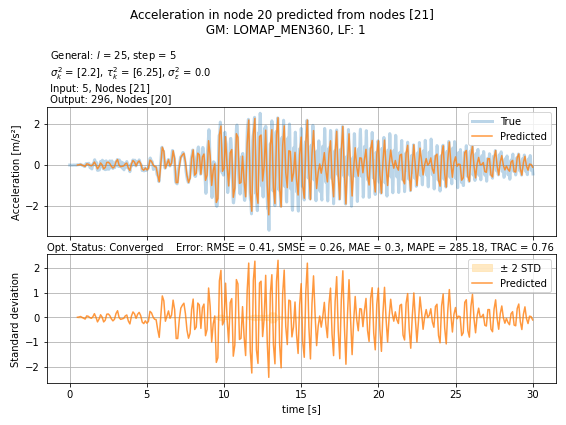 Acceleration in node 20 predicted from nodes [21]
GM: LOMAP_MEN360, LF: 1
General: l = 25, step = 5
σ²ₖ = [2.2], τ²ₖ = [6.25], σ²ε = 0.0
Input: 5, Nodes [21]
Output: 296, Nodes [20]
Acceleration [m/s²]
2
0
−2
True
Predicted
Opt. Status: Converged Error: RMSE = 0.41, SMSE = 0.26, MAE = 0.3, MAPE = 285.18, TRAC = 0.76
Standard deviation
2
1
0
−1
−2
± 2 STD
Predicted
0 5 10 15 20 25 30
time [s]